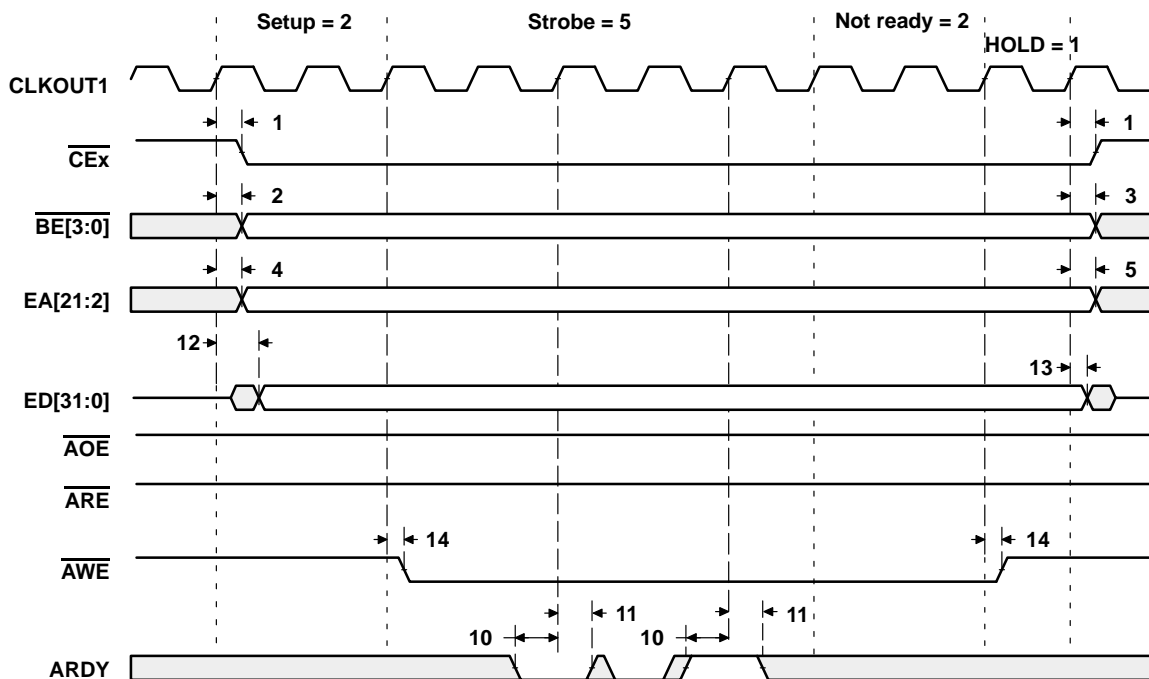 Setup = 2 Strobe = 5 Not ready = 2
HOLD = 1
CLKOUT1
1 1
CEx
2 3
BE[3:0]
4 5
EA[21:2]
12
13
ED[31:0]
AOE
ARE
14 14
AWE
10 11 10 11
ARDY